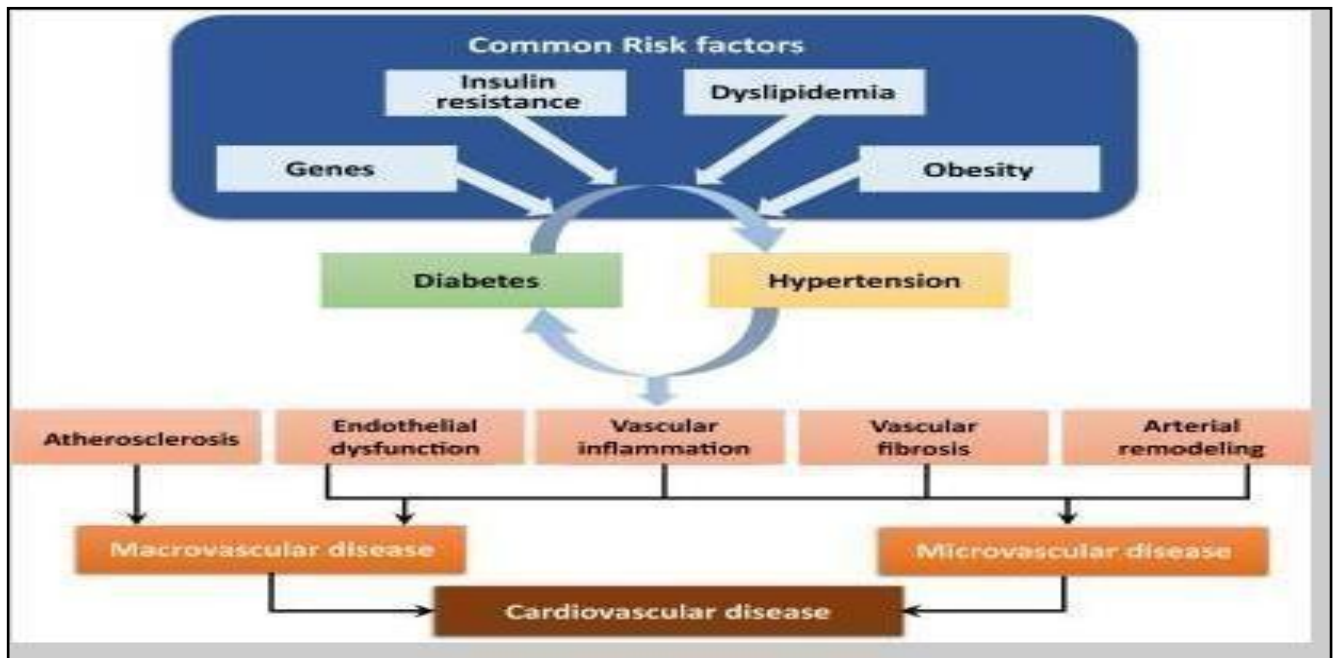 Common Risk factors
Insulin
resistance
Dyslipidemia
Genes
Obesity
Diabetes
Hypertension
Atherosclerosis
Endothelial
dysfunction
Vascular
inflammation
Vascular
fibrosis
Arterial
remodeling
Macrovascular disease
Microvascular disease
Cardiovascular disease